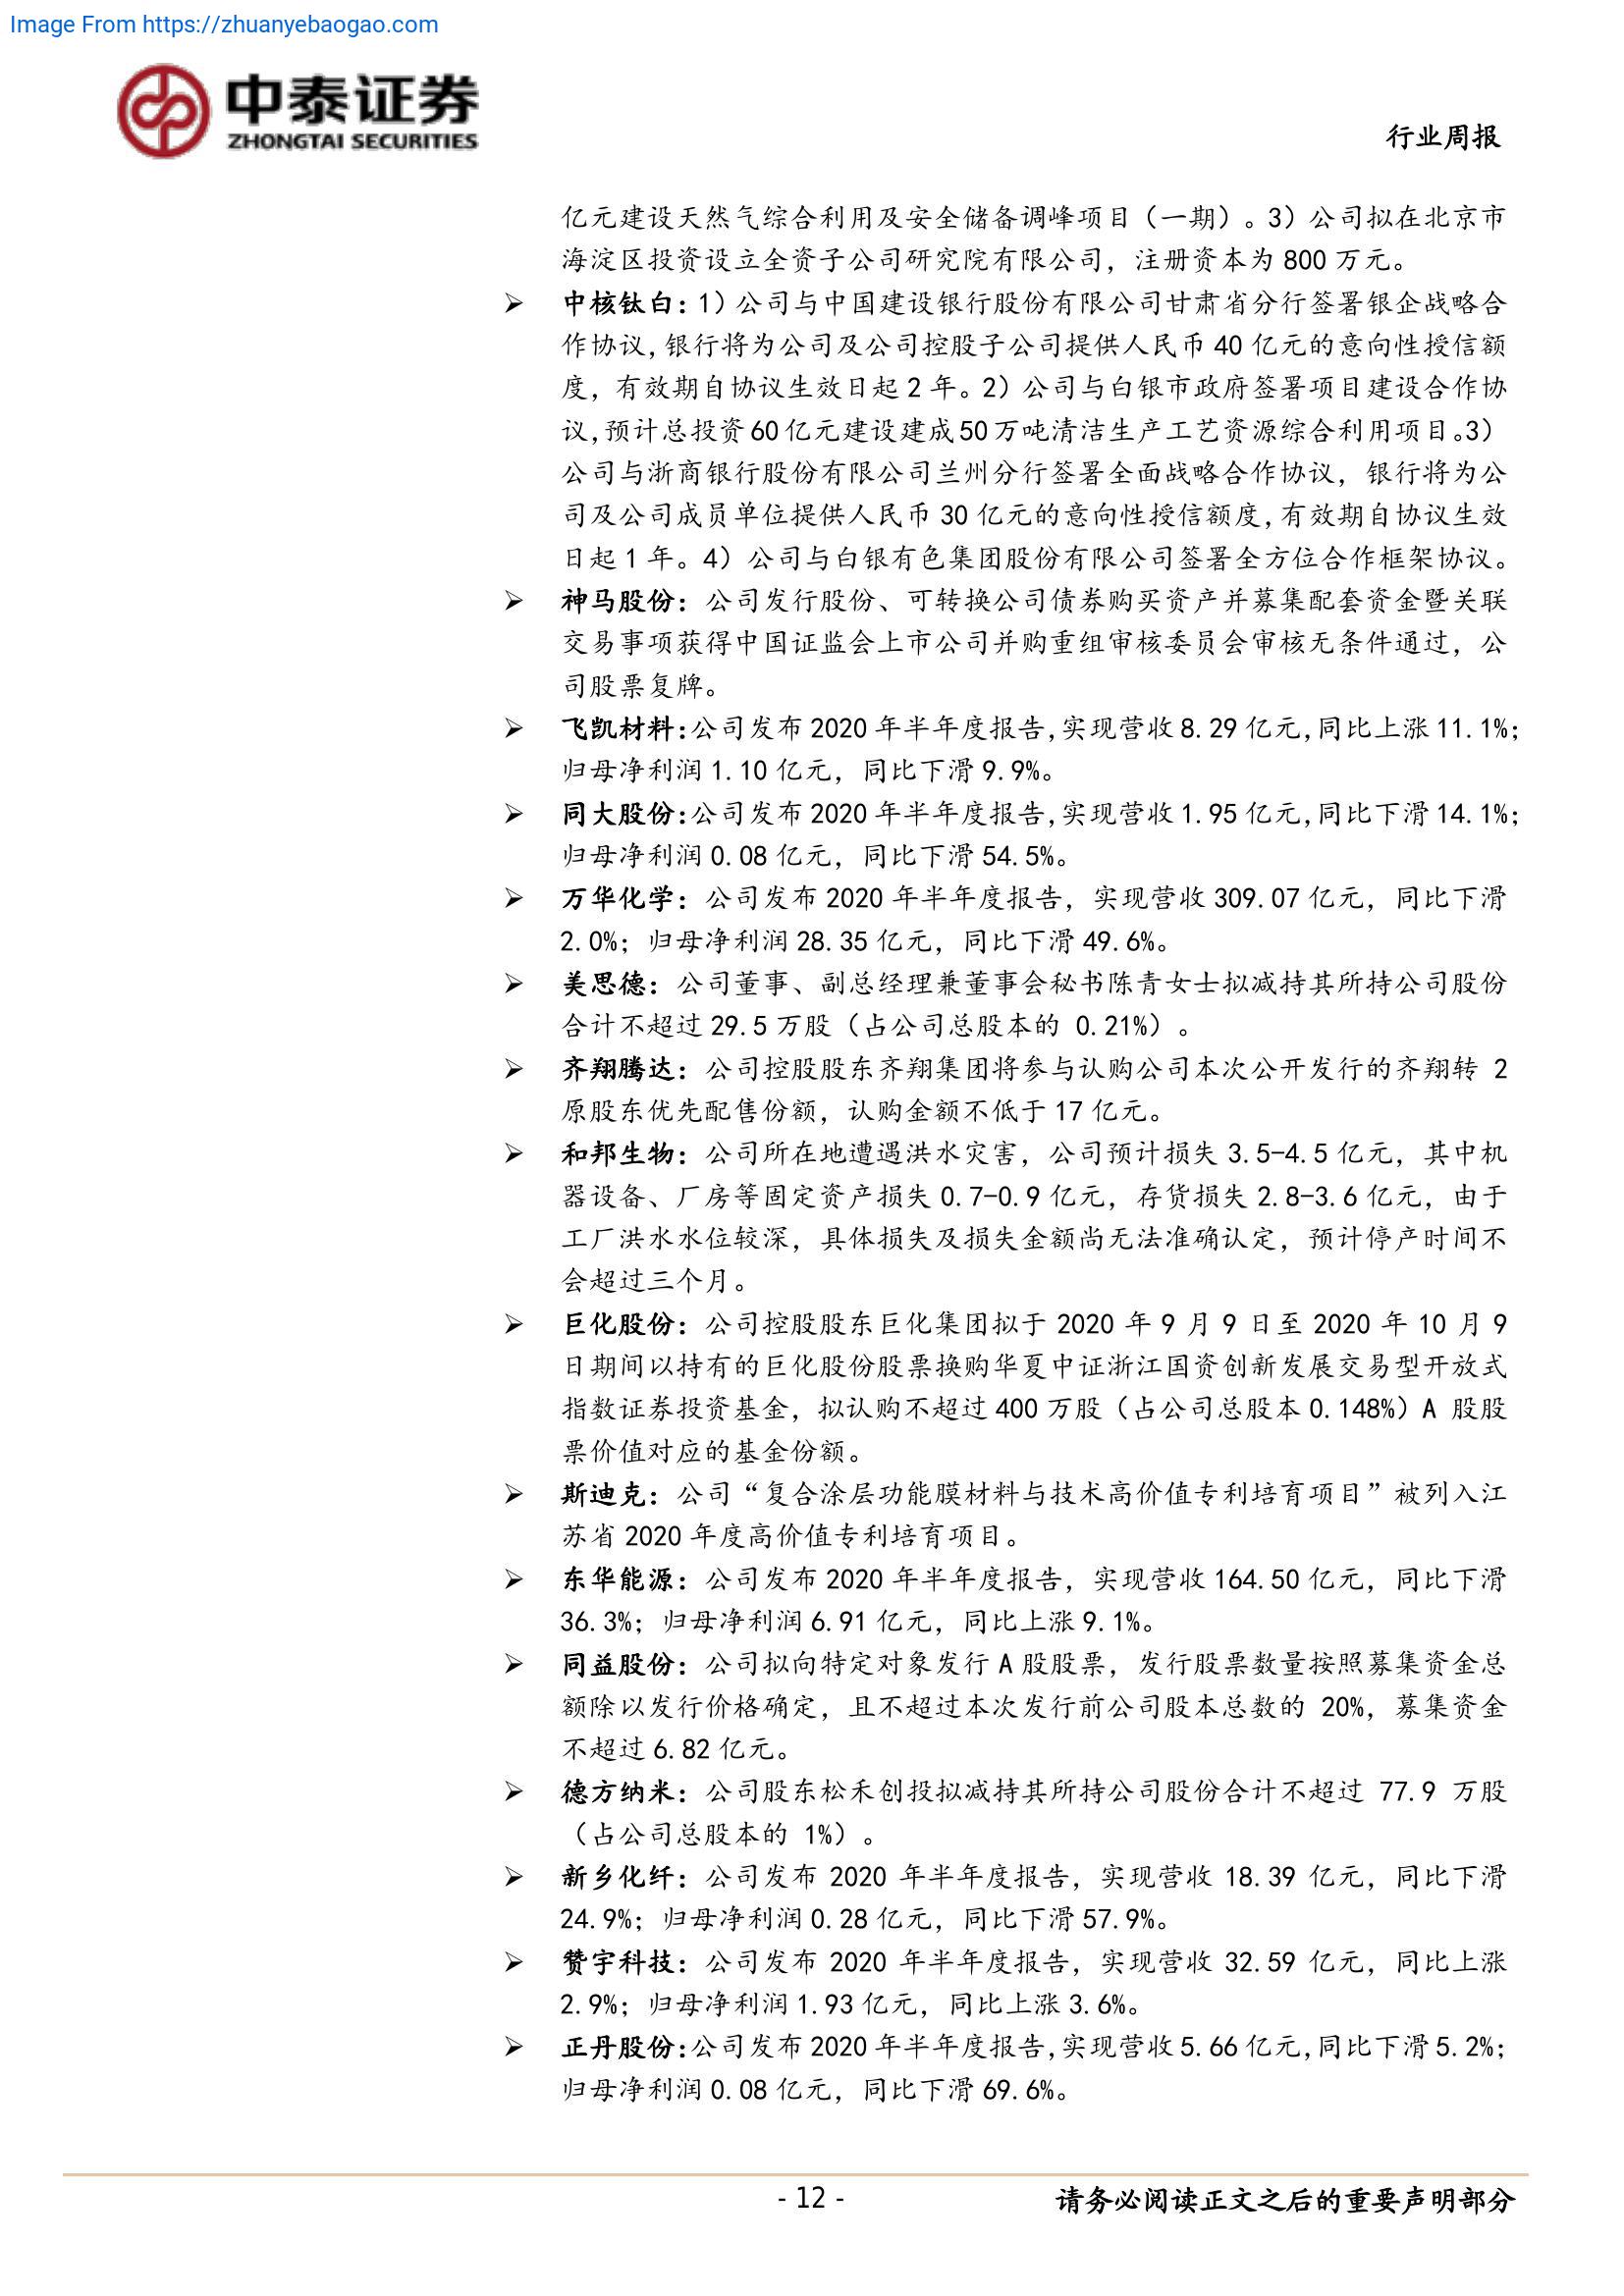 Image From https://zhuanyebaogao.com
中泰证券
ZHONGTAI SECURITIES
行业周报
亿元建设天然气综合利用及安全储备调峰项目（一期）。3）公司拟在北京市
海淀区投资设立全资子公司研究院有限公司，注册资本为 800 万元。
➢ 中核钛白：1）公司与中国建设银行股份有限公司甘肃省分行签署银企战略合
作协议，银行将为公司及公司控股子公司提供人民币 40 亿元的意向性授信额
度，有效期自协议生效日起 2 年。2）公司与白银市政府签署项目建设合作协
议，预计总投资 60 亿元建设建成 50 万吨清洁生产工艺资源综合利用项目。3）
公司与浙商银行股份有限公司兰州分行签署全面战略合作协议，银行将为公
司及公司成员单位提供人民币 30 亿元的意向性授信额度，有效期自协议生效
日起 1 年。4）公司与白银有色集团股份有限公司签署全方位合作框架协议。
➢ 神马股份：公司发行股份、可转换公司债券购买资产并募集配套资金暨关联
交易事项获得中国证监会上市公司并购重组审核委员会审核无条件通过，公
司股票复牌。
➢ 飞凯材料：公司发布 2020 年半年度报告，实现营收 8.29 亿元，同比上涨 11.1%；
归母净利润 1.10 亿元，同比下滑 9.9%。
➢ 同大股份：公司发布 2020 年半年度报告，实现营收 1.95 亿元，同比下滑 14.1%；
归母净利润 0.08 亿元，同比下滑 54.5%。
➢ 万华化学：公司发布 2020 年半年度报告，实现营收 309.07 亿元，同比下滑
2.0%；归母净利润 28.35 亿元，同比下滑 49.6%。
➢ 美思德：公司董事、副总经理兼董事会秘书陈青女士拟减持其所持公司股份
合计不超过 29.5 万股（占公司总股本的 0.21%）。
➢ 齐翔腾达：公司控股股东齐翔集团将参与认购公司本次公开发行的齐翔转 2
原股东优先配售份额，认购金额不低于 17 亿元。
➢ 和邦生物：公司所在地遭遇洪水灾害，公司预计损失 3.5-4.5 亿元，其中机
器设备、厂房等固定资产损失 0.7-0.9 亿元，存货损失 2.8-3.6 亿元，由于
工厂洪水水位较深，具体损失及损失金额尚无法准确认定，预计停产时间不
会超过三个月。
➢ 巨化股份：公司控股股东巨化集团拟于 2020 年 9 月 9 日至 2020 年 10 月 9
日期间以持有的巨化股份股票换购华夏中证浙江国资创新发展交易型开放式
指数证券投资基金，拟认购不超过 400 万股（占公司总股本 0.148%）A 股股
票价值对应的基金份额。
➢ 斯迪克：公司“复合涂层功能膜材料与技术高价值专利培育项目”被列入江
苏省 2020 年度高价值专利培育项目。
➢ 东华能源：公司发布 2020 年半年度报告，实现营收 164.50 亿元，同比下滑
36.3%；归母净利润 6.91 亿元，同比上涨 9.1%。
➢ 同益股份：公司拟向特定对象发行 A 股股票，发行股票数量按照募集资金总
额除以发行价格确定，且不超过本次发行前公司股本总数的 20%，募集资金
不超过 6.82 亿元。
➢ 德方纳米：公司股东松禾创投拟减持其所持公司股份合计不超过 77.9 万股
（占公司总股本的 1%）。
➢ 新乡化纤：公司发布 2020 年半年度报告，实现营收 18.39 亿元，同比下滑
24.9%；归母净利润 0.28 亿元，同比下滑 57.9%。
➢ 赞宇科技：公司发布 2020 年半年度报告，实现营收 32.59 亿元，同比上涨
2.9%；归母净利润 1.93 亿元，同比上涨 3.6%。
➢ 正丹股份：公司发布 2020 年半年度报告，实现营收 5.66 亿元，同比下滑 5.2%；
归母净利润 0.08 亿元，同比下滑 69.6%。
- 12 -
请务必阅读正文之后的重要声明部分